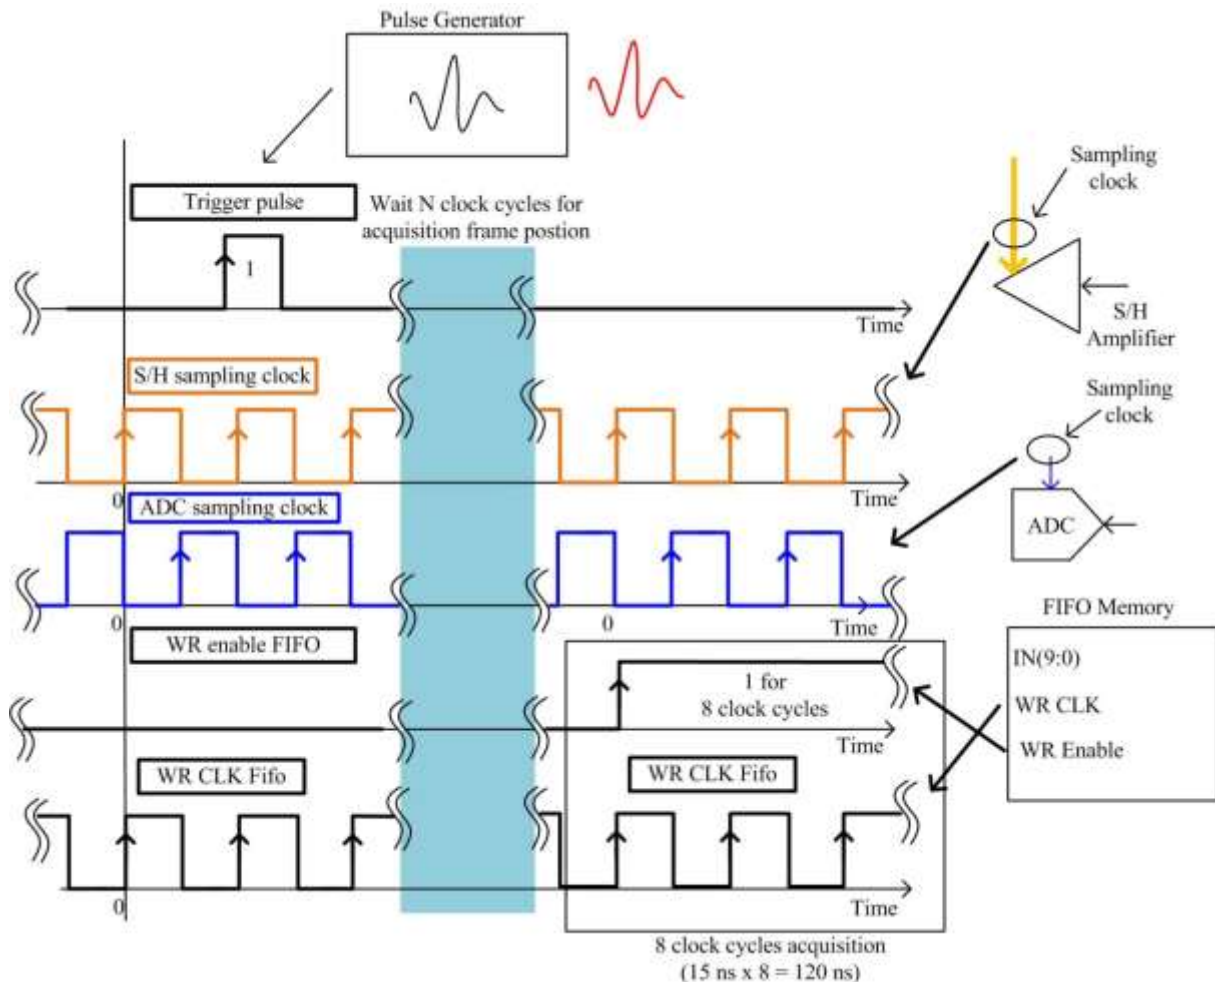 Pulse Generator
Trigger pulse
Wait N clock cycles for
acquisition frame postion
1
Time
Sampling
clock
S/H
Amplifier
S/H sampling clock
0
Time
Sampling
clock
ADC
ADC sampling clock
0
0
Time
WR enable FIFO
1 for
8 clock cycles
Time
FIFO Memory
IN(9:0)
WR CLK
WR Enable
WR CLK Fifo
WR CLK Fifo
0
Time
8 clock cycles acquisition
(15 ns x 8 = 120 ns)